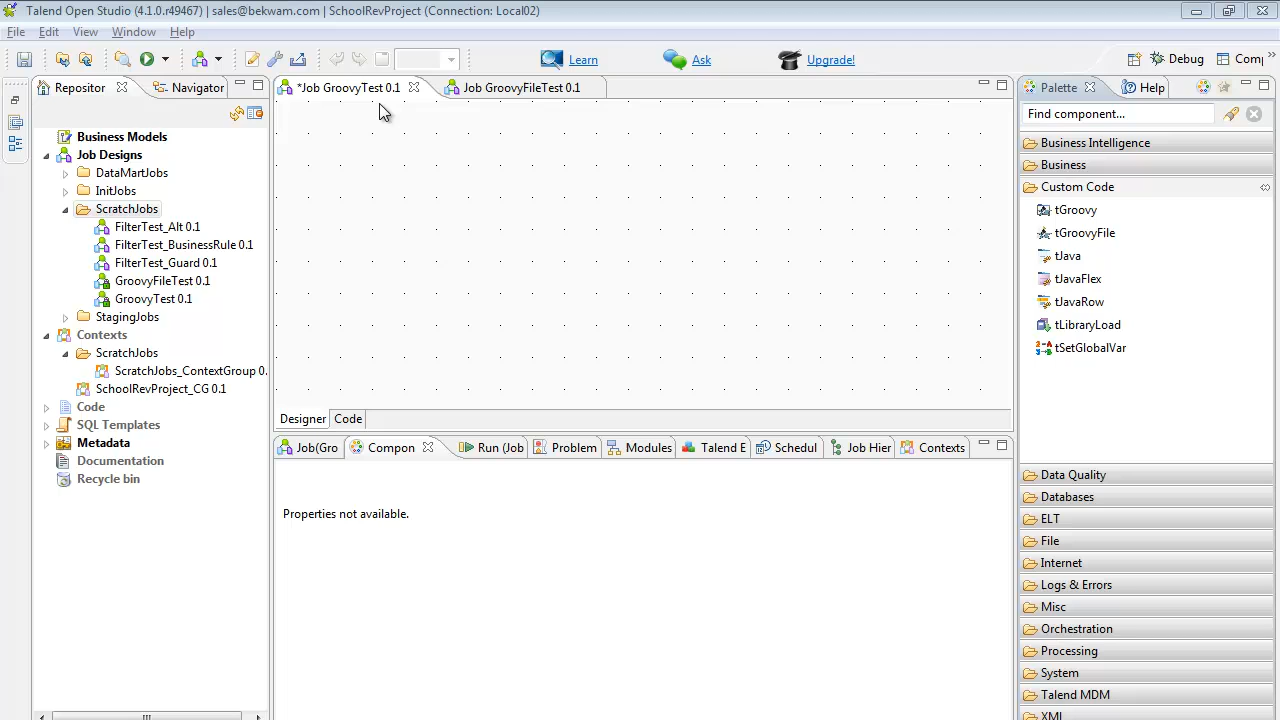 Talend Open Studio (4.1.0.r49467) | sales@bekwam.com | SchoolRevProject (Connection: Local02)
File Edit View Window Help
Learn Ask Upgrade! Debug Comp
Repositor Navigator *Job GroovyTest 0.1 Job GroovyFileTest 0.1 Palette Help
Find component...
Business Models
Job Designs
DataMartJobs
InitJobs
ScratchJobs
FilterTest_Alt 0.1
FilterTest_BusinessRule 0.1
FilterTest_Guard 0.1
GroovyFileTest 0.1
GroovyTest 0.1
StagingJobs
Contexts
ScratchJobs
ScratchJobs_ContextGroup 0.
SchoolRevProject_CG 0.1
Code
SQL Templates
Metadata
Documentation
Recycle bin
Designer Code
Job(Gro Compon Run (Job Problem Modules Talend E Schedul Job Hier Contexts
Properties not available.
Business Intelligence
Business
Custom Code
tGroovy
tGroovyFile
tJava
tJavaFlex
tJavaRow
tLibraryLoad
tSetGlobalVar
Data Quality
Databases
ELT
File
Internet
Logs & Errors
Misc
Orchestration
Processing
System
Talend MDM
XML